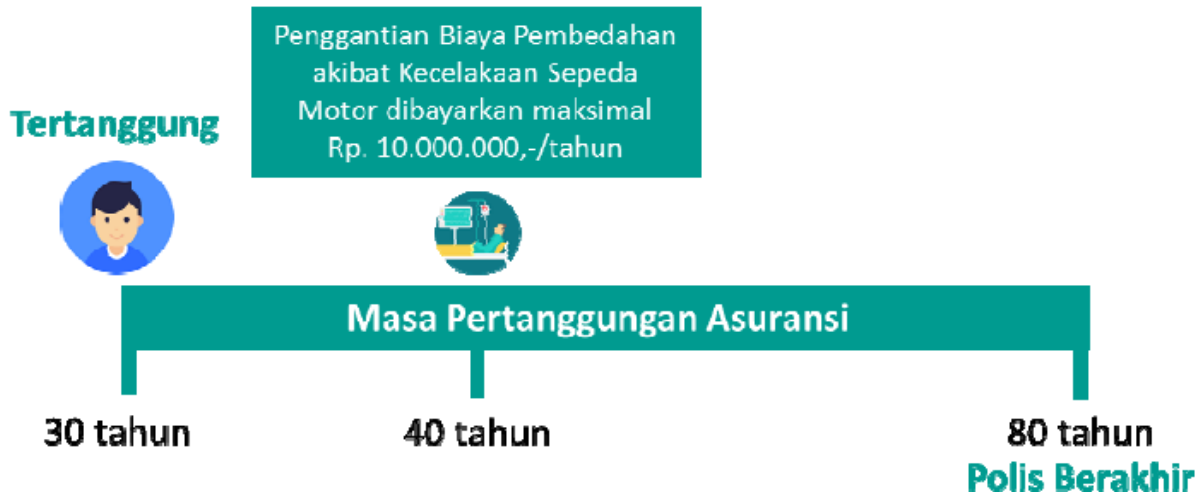 Penggantian Biaya Pembedahan
akibat Kecelakaan Sepeda
Motor dibayarkan maksimal
Rp. 10.000.000,-/tahun
Tertanggung
Masa Pertanggungan Asuransi
30 tahun
40 tahun
80 tahun
Polis Berakhir